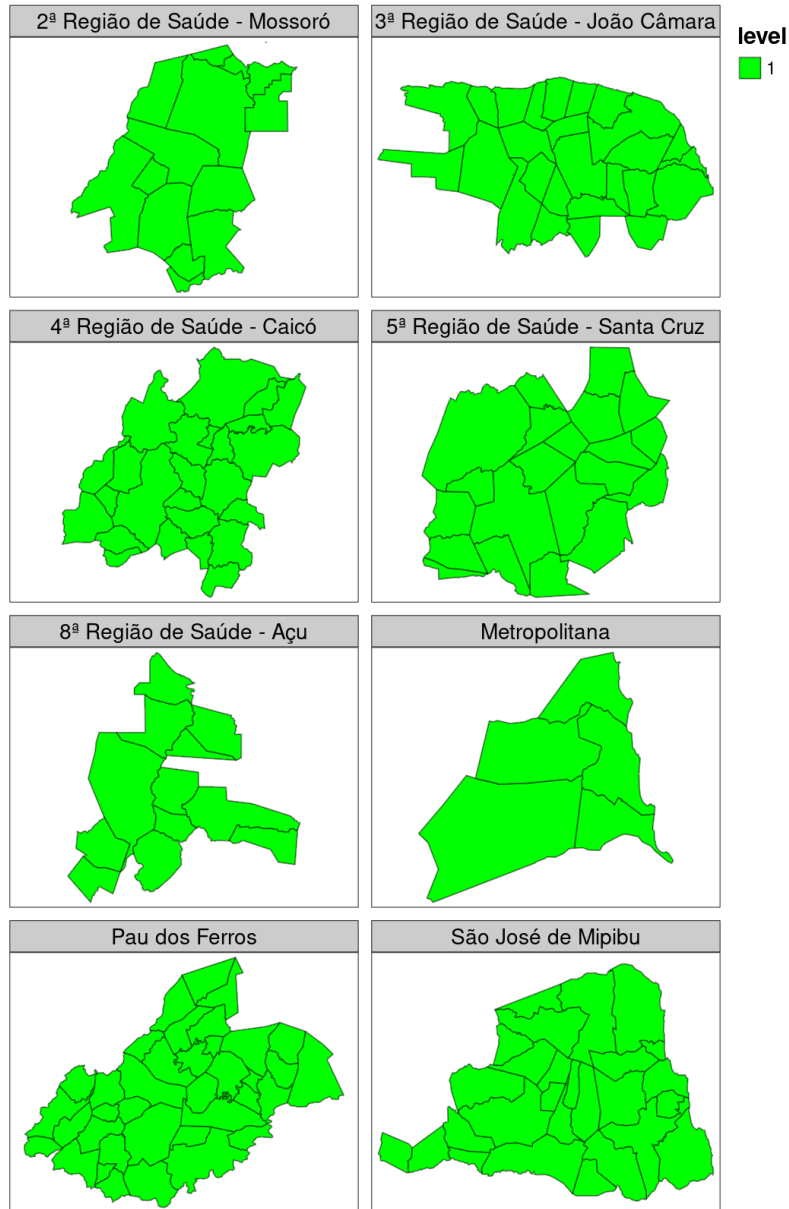 2ª Região de Saúde - Mossoró
3ª Região de Saúde - João Câmara
level
1
4ª Região de Saúde - Caicó
5ª Região de Saúde - Santa Cruz
8ª Região de Saúde - Açu
Metropolitana
Pau dos Ferros
São José de Mipibu